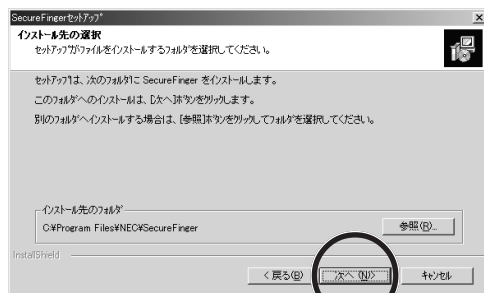 SecureFingerセットアップ
インストール先の選択
セットアップがファイルをインストールするフォルダを選択してください。
セットアップは、次のフォルダに SecureFinger をインストールします。
このフォルダへのインストールは、[次へ]ボタンをクリックします。
別のフォルダへインストールする場合は、[参照]ボタンをクリックしてフォルダを選択してください。
インストール先のフォルダ
C:¥Program Files¥NEC¥SecureFinger
参照(R)...
InstallShield
< 戻る(B)
次へ (N)>
キャンセル